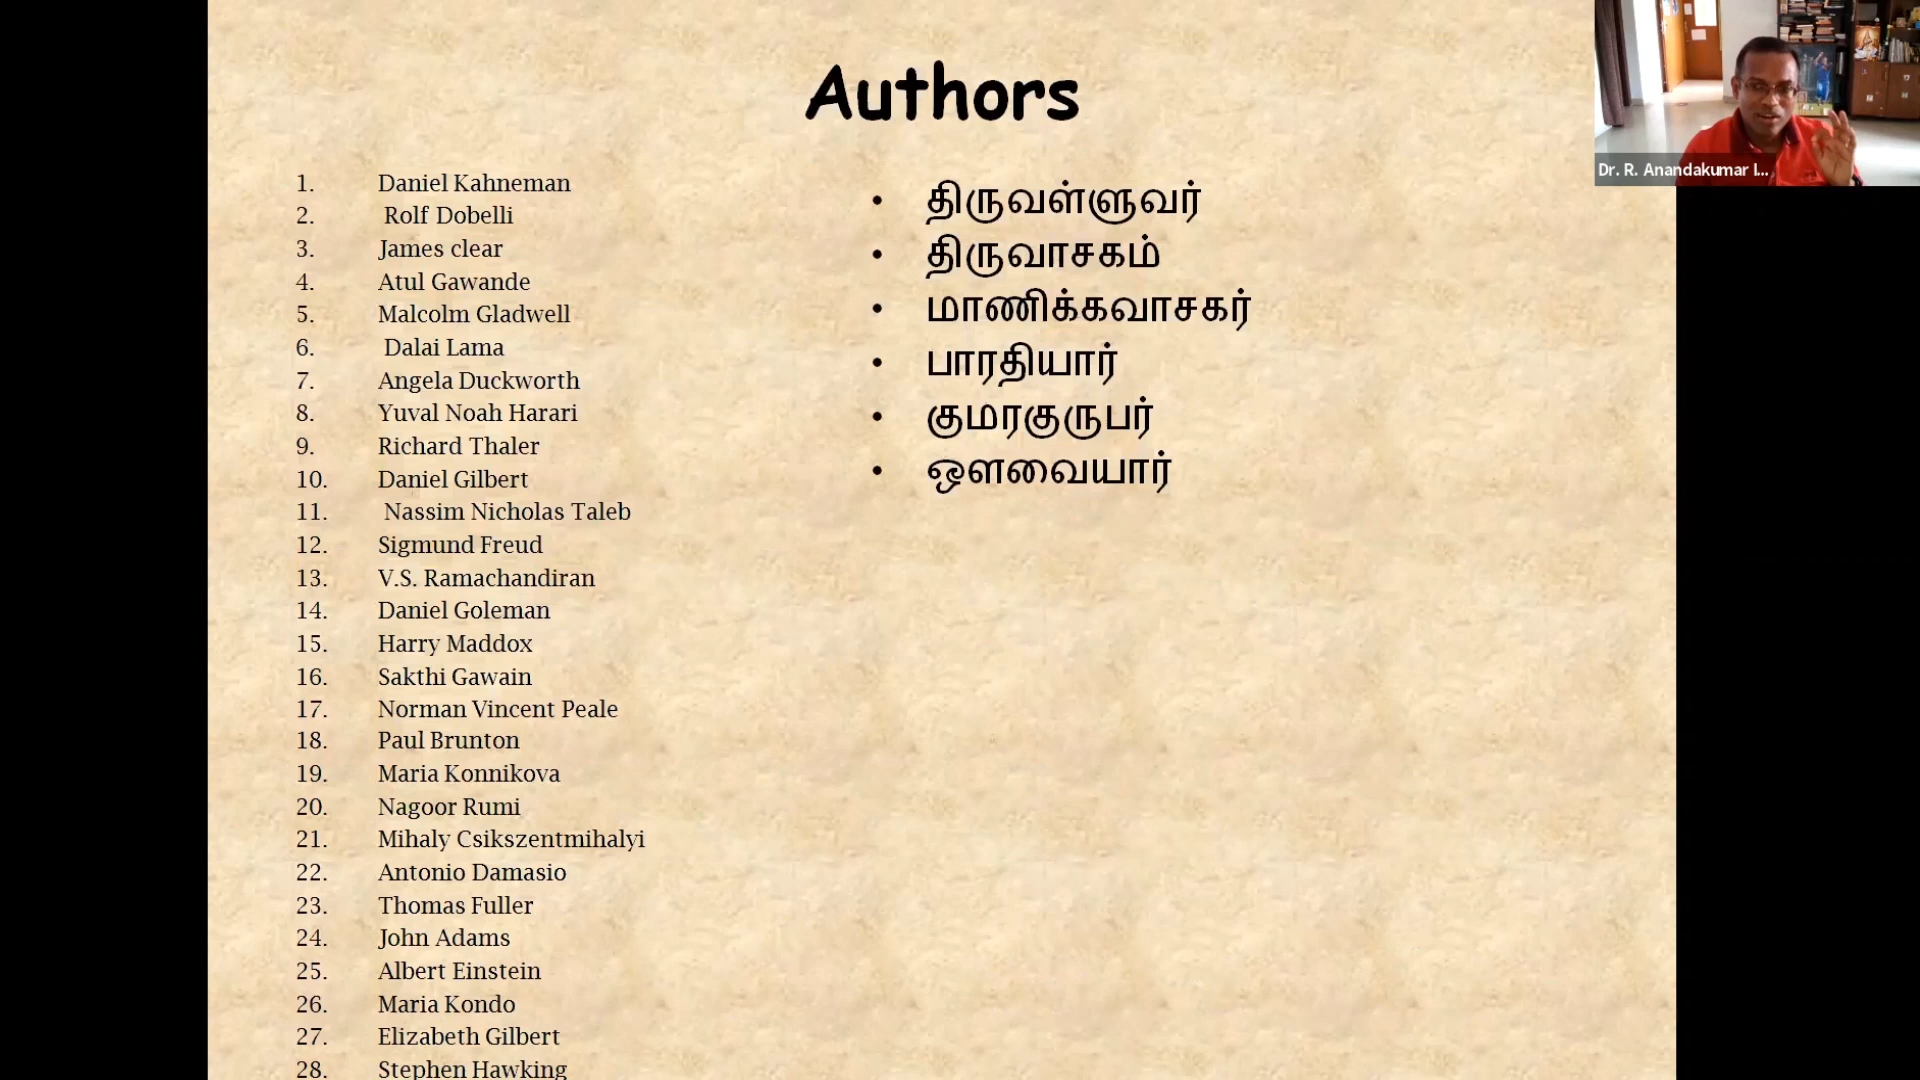 Authors
1. Daniel Kahneman
2. Rolf Dobelli
3. James clear
4. Atul Gawande
5. Malcolm Gladwell
6. Dalai Lama
7. Angela Duckworth
8. Yuval Noah Harari
9. Richard Thaler
10. Daniel Gilbert
11. Nassim Nicholas Taleb
12. Sigmund Freud
13. V.S. Ramachandiran
14. Daniel Goleman
15. Harry Maddox
16. Sakthi Gawain
17. Norman Vincent Peale
18. Paul Brunton
19. Maria Konnikova
20. Nagoor Rumi
21. Mihaly Csikszentmihalyi
22. Antonio Damasio
23. Thomas Fuller
24. John Adams
25. Albert Einstein
26. Maria Kondo
27. Elizabeth Gilbert
28. Stephen Hawking
• திருவள்ளுவர்
• திருவாசகம்
• மாணிக்கவாசகர்
• பாரதியார்
• குமரகுருபர்
• ஔவையார்
Dr. R. Anandakumar I...